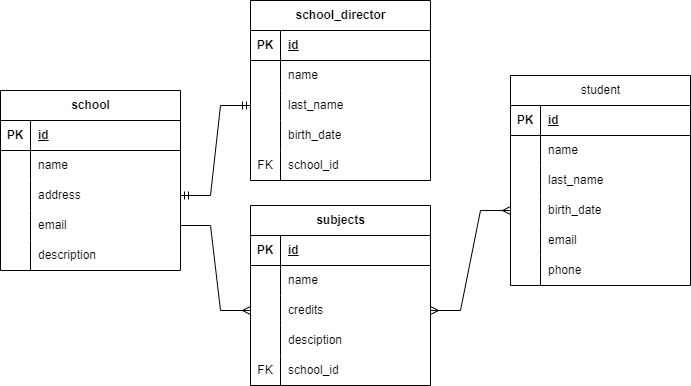 school
PK id
name
address
email
description
school_director
PK id
name
last_name
birth_date
FK school_id
subjects
PK id
name
credits
desciption
FK school_id
student
PK id
name
last_name
birth_date
email
phone